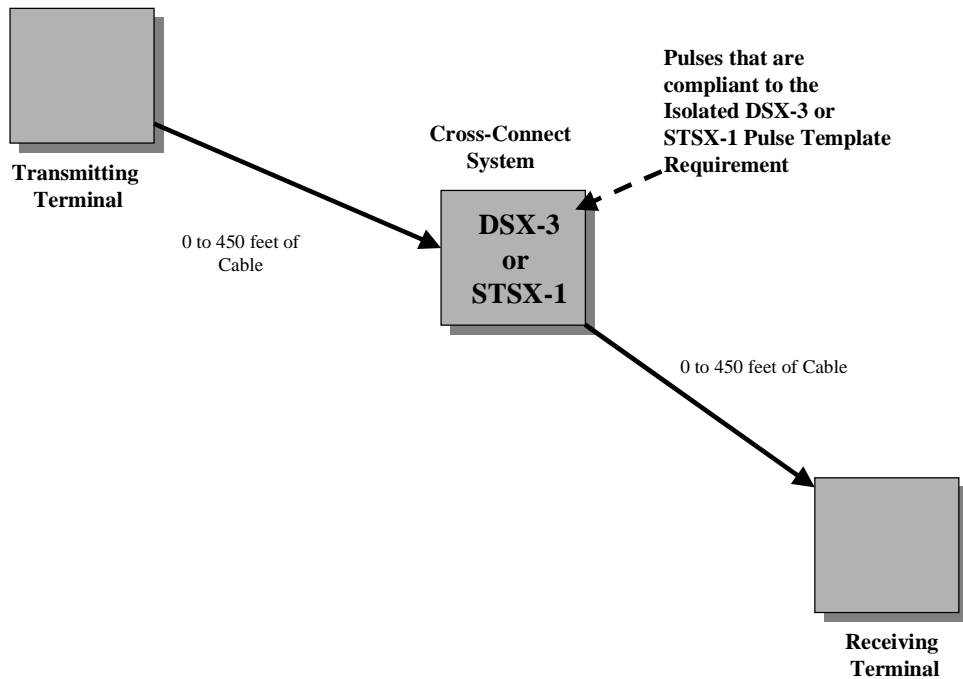 Pulses that are
compliant to the
Isolated DSX-3 or
STSX-1 Pulse Template
Requirement
Cross-Connect
System
Transmitting
Terminal
DSX-3
or
STSX-1
0 to 450 feet of
Cable
0 to 450 feet of Cable
Receiving
Terminal